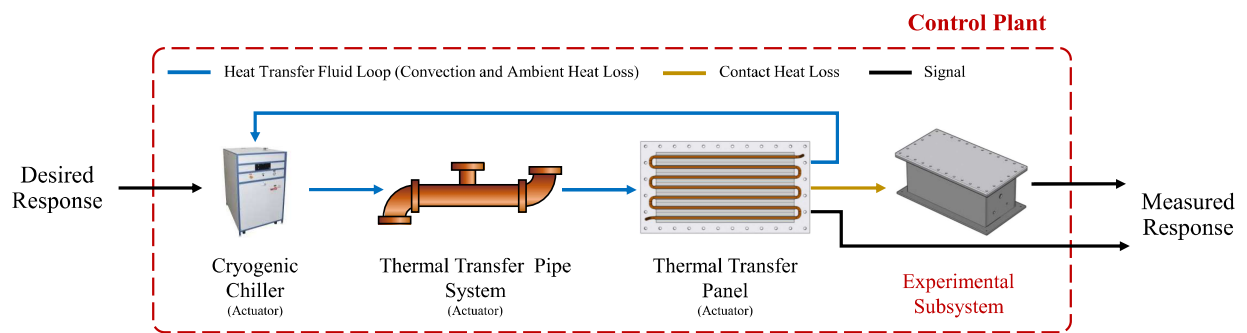 Control Plant
Heat Transfer Fluid Loop (Convection and Ambient Heat Loss)
Contact Heat Loss
Signal
Desired
Response
Measured
Response
Cryogenic
Chiller
(Actuator)
Thermal Transfer Pipe
System
(Actuator)
Thermal Transfer
Panel
(Actuator)
Experimental
Subsystem